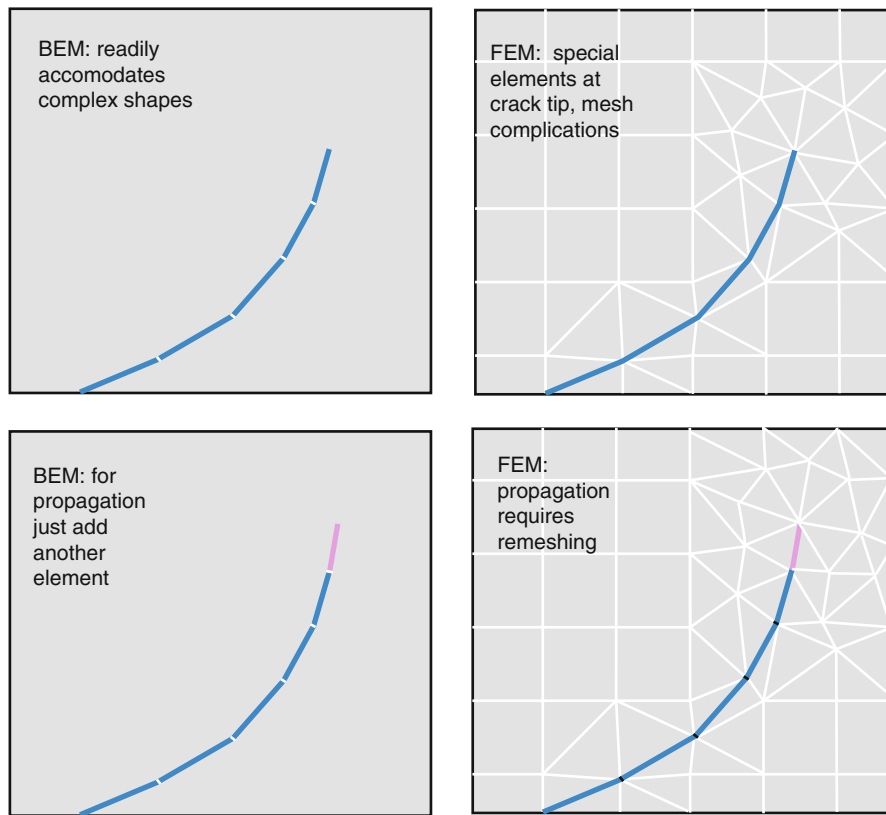 BEM: readily
accomodates
complex shapes
FEM: special
elements at
crack tip, mesh
complications
BEM: for
propagation
just add
another
element
FEM:
propagation
requires
remeshing